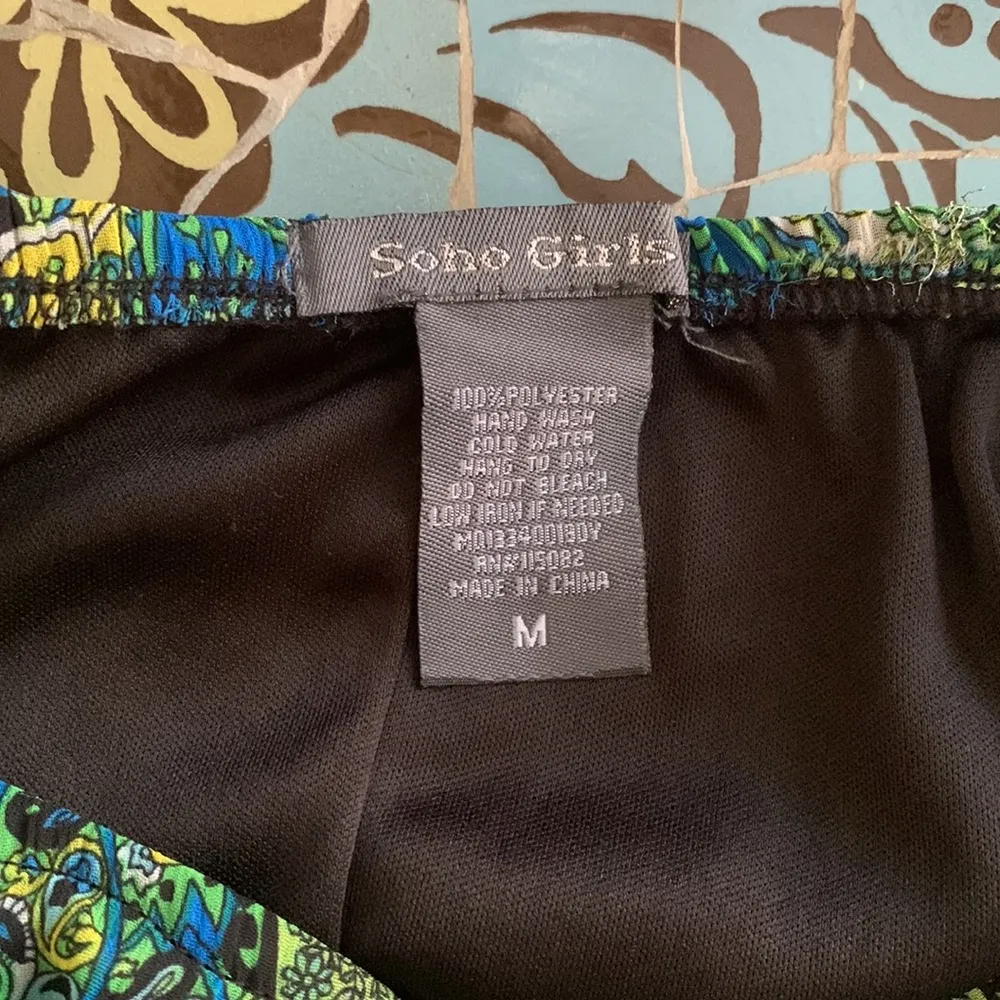 Soho Girls
100%POLYESTER
HAND WASH
COLD WATER
HANG TO DRY
DO NOT BLEACH
LOW IRON IF NEEDED
MD1334001BDY
RN#115082
MADE IN CHINA
M